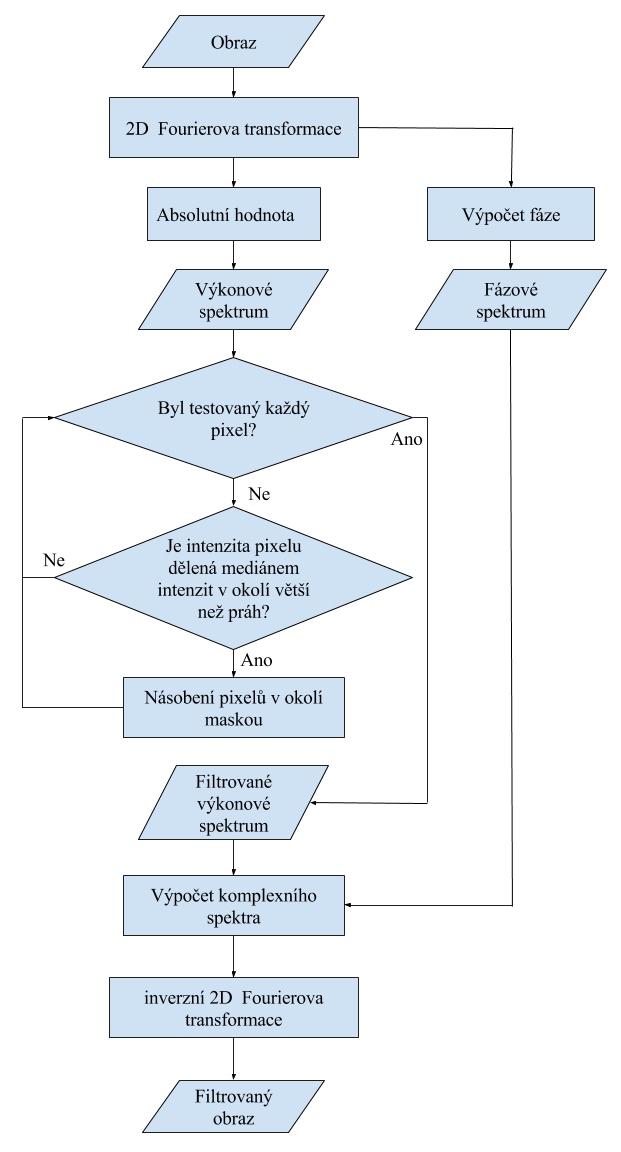 Obraz
2D  Fourierova transformace
Absolutní hodnota
Výpočet fáze
Výkonové
spektrum
Fázové
spektrum
Byl testovaný každý
pixel?
Ano
Ne
Je intenzita pixelu
dělená mediánem
intenzit v okolí větší
než práh?
Ne
Ano
Násobení pixelů v okolí
maskou
Filtrované
výkonové
spektrum
Výpočet komplexního
spektra
inverzní 2D  Fourierova
transformace
Filtrovaný
obraz